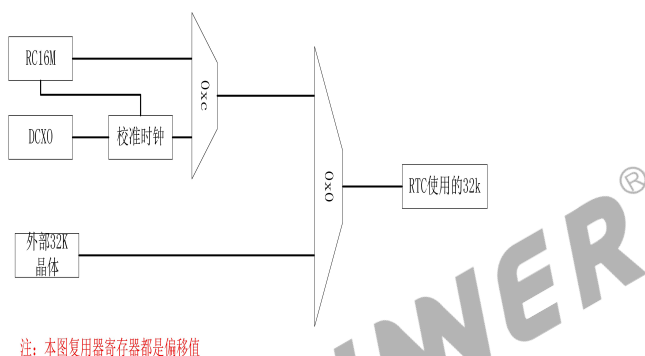 RC16M
0xc
DCXO
校准时钟
0x0
RTC使用的32k
外部32K
晶体
注：本图复用器寄存器都是偏移值
®